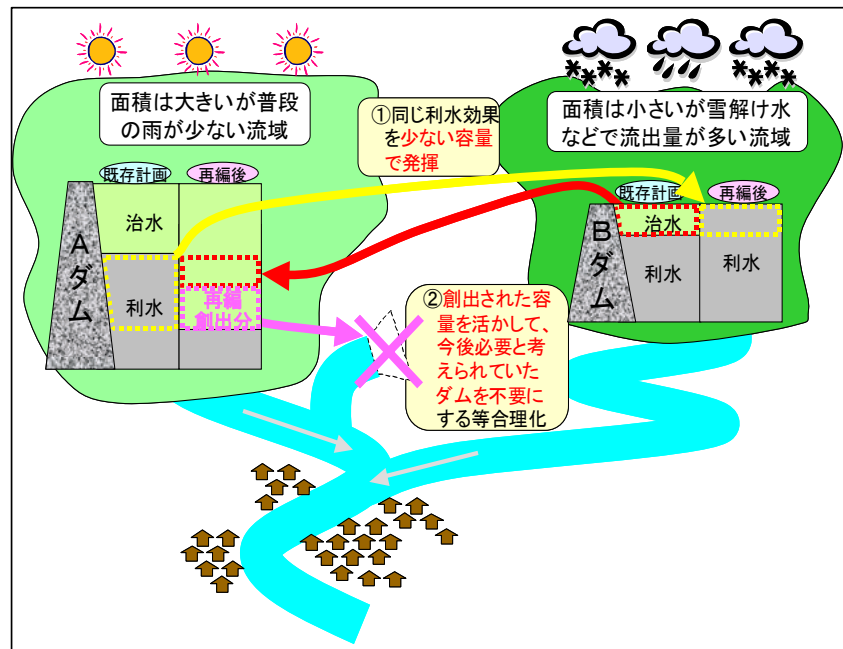 面積は大きいが普段
の雨が少ない流域
①同じ利水効果
を少ない容量
で発揮
面積は小さいが雪解け水
などで流出量が多い流域
既存計画
再編後
Aダム
治水
利水
再編
創出分
既存計画
再編後
Bダム
治水
利水
利水
②創出された容
量を活かして、
今後必要と考
えられていた
ダムを不要に
する等合理化